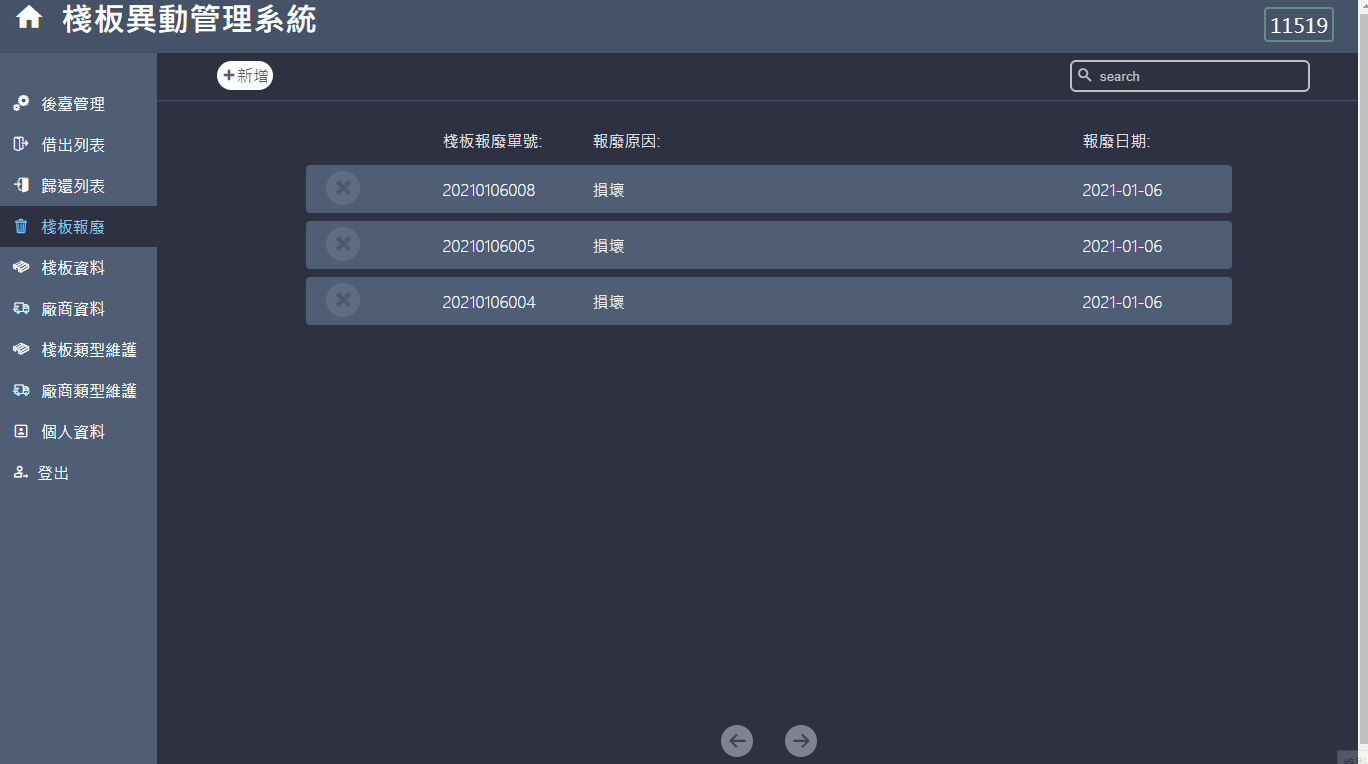 棧板異動管理系統
11519
新增
search
後臺管理
借出列表
歸還列表
棧板報廢
棧板資料
廠商資料
棧板類型維護
廠商類型維護
個人資料
登出
棧板報廢單號: 報廢原因: 報廢日期:
20210106008 損壞 2021-01-06
20210106005 損壞 2021-01-06
20210106004 損壞 2021-01-06